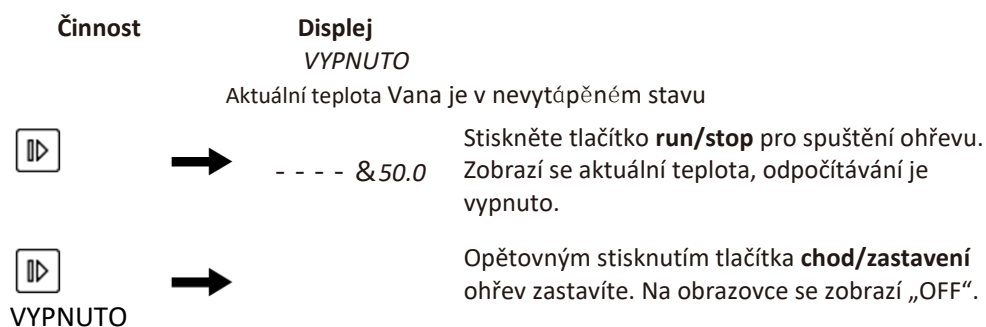 Činnost Displej
VYPNUTO
Aktuální teplota Vana je v nevytápěném stavu
Stiskněte tlačítko run/stop pro spuštění ohřevu.
- - - - &50.0 Zobrazí se aktuální teplota, odpočítávání je
vypnuto.
Opětovným stisknutím tlačítka chod/zastavení
ohřev zastavíte. Na obrazovce se zobrazí „OFF“.
VYPNUTO